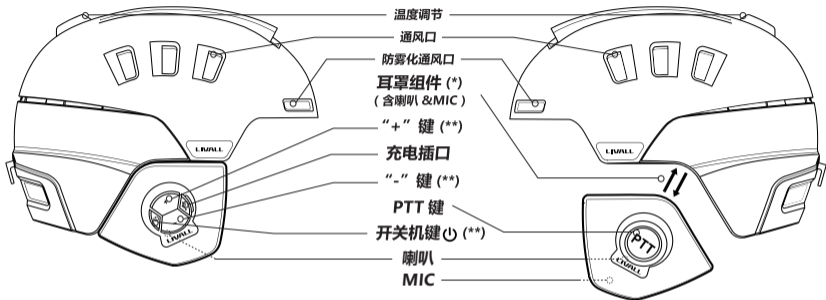 温度调节
通风口
防雾化通风口
耳罩组件 (*)
(含喇叭 &MIC)
“+” 键 (**)
充电插口
“-” 键 (**)
PTT 键
开关机键⏻ (**)
喇叭
MIC
LIVALL
LIVALL
LIVALL
PTT
LIVALL